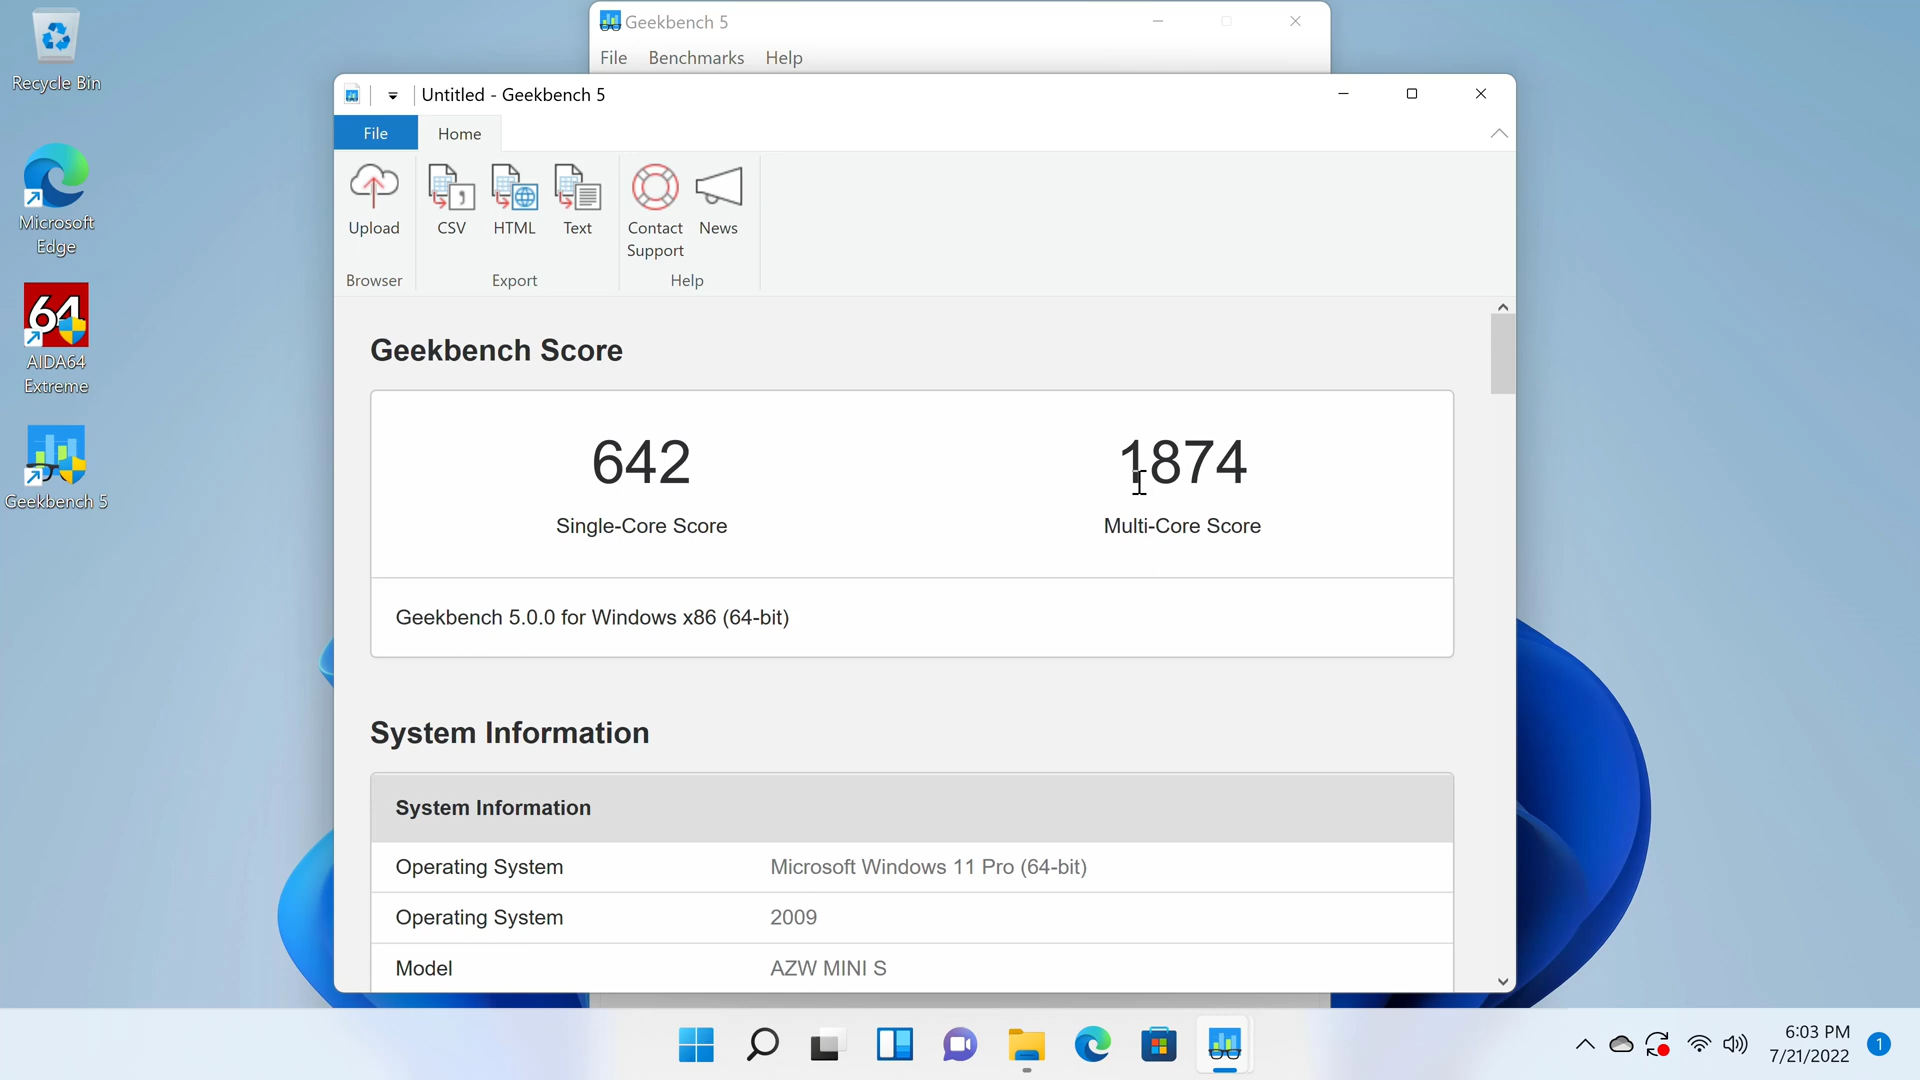 Recycle Bin
Microsoft
Edge
64
AIDA64
Extreme
Geekbench 5
Geekbench 5
File Benchmarks Help
Untitled - Geekbench 5
File Home
Upload
CSV
HTML
Text
Contact
Support
News
Browser
Export
Help
Geekbench Score
642
1874
Single-Core Score
Multi-Core Score
Geekbench 5.0.0 for Windows x86 (64-bit)
System Information
System Information
Operating System Microsoft Windows 11 Pro (64-bit)
Operating System 2009
Model AZW MINI S
6:03 PM
7/21/2022
1